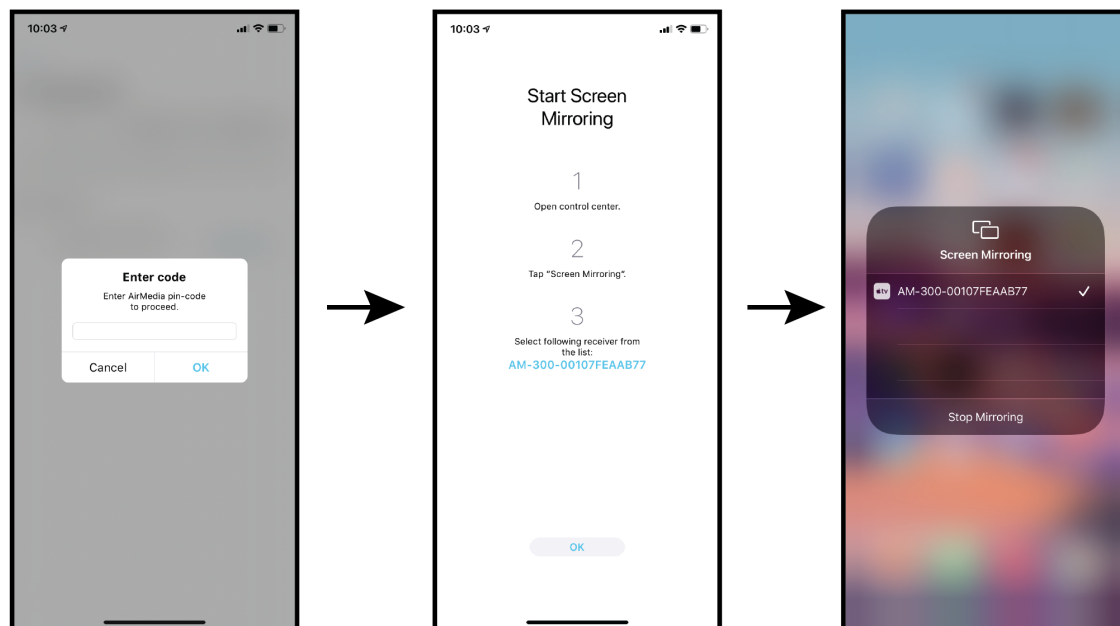 10:03
Enter code
Enter AirMedia pin-code
to proceed.
Cancel OK
10:03
Start Screen
Mirroring
1
Open control center.
2
Tap "Screen Mirroring".
3
Select following receiver from
the list:
AM-300-00107FEAAB77
OK
Screen Mirroring
tv AM-300-00107FEAAB77
Stop Mirroring